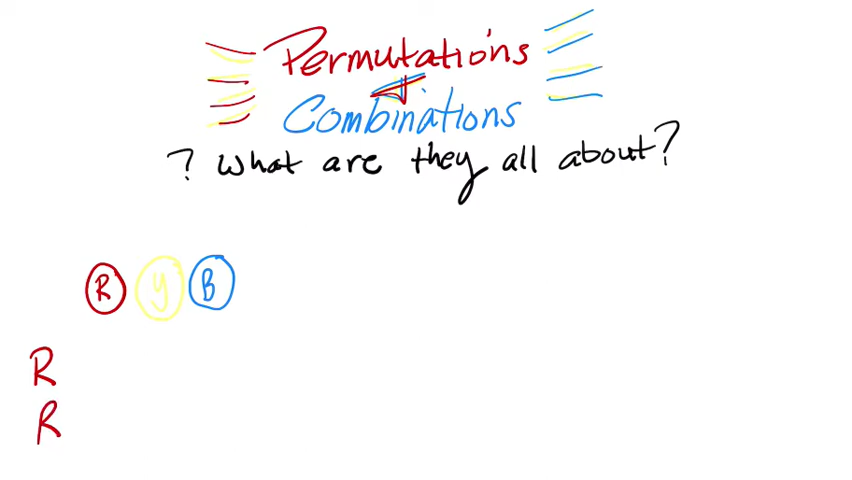 Permutations
+
Combinations
? What are they all about?
R Y B
R
R